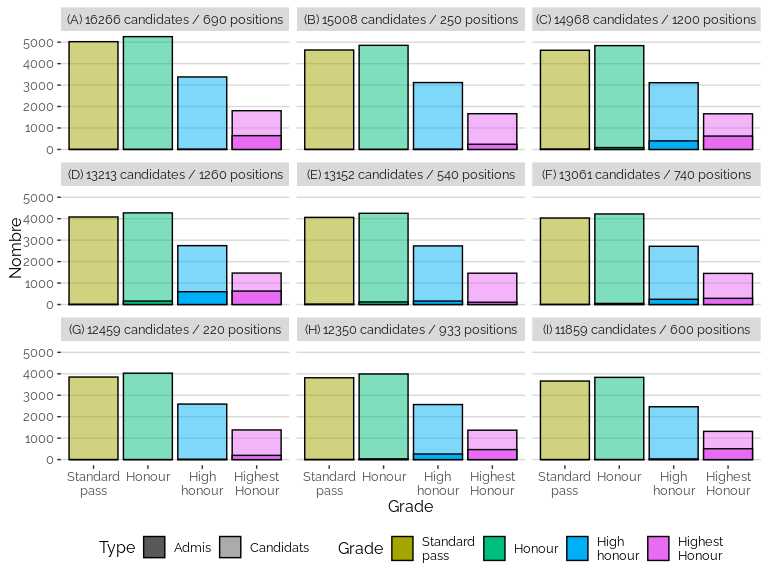 (A) 16266 candidates / 690 positions
(B) 15008 candidates / 250 positions
(C) 14968 candidates / 1200 positions
5000
4000
3000
2000
1000
0
(D) 13213 candidates / 1260 positions
(E) 13152 candidates / 540 positions
(F) 13061 candidates / 740 positions
5000
4000
3000
2000
1000
0
Nombre
(G) 12459 candidates / 220 positions
(H) 12350 candidates / 933 positions
(I) 11859 candidates / 600 positions
5000
4000
3000
2000
1000
0
Standard
pass
Honour
High
honour
Highest
Honour
Standard
pass
Honour
High
honour
Highest
Honour
Standard
pass
Honour
High
honour
Highest
Honour
Grade
Type
Admis
Candidats
Grade
Standard
pass
Honour
High
honour
Highest
Honour